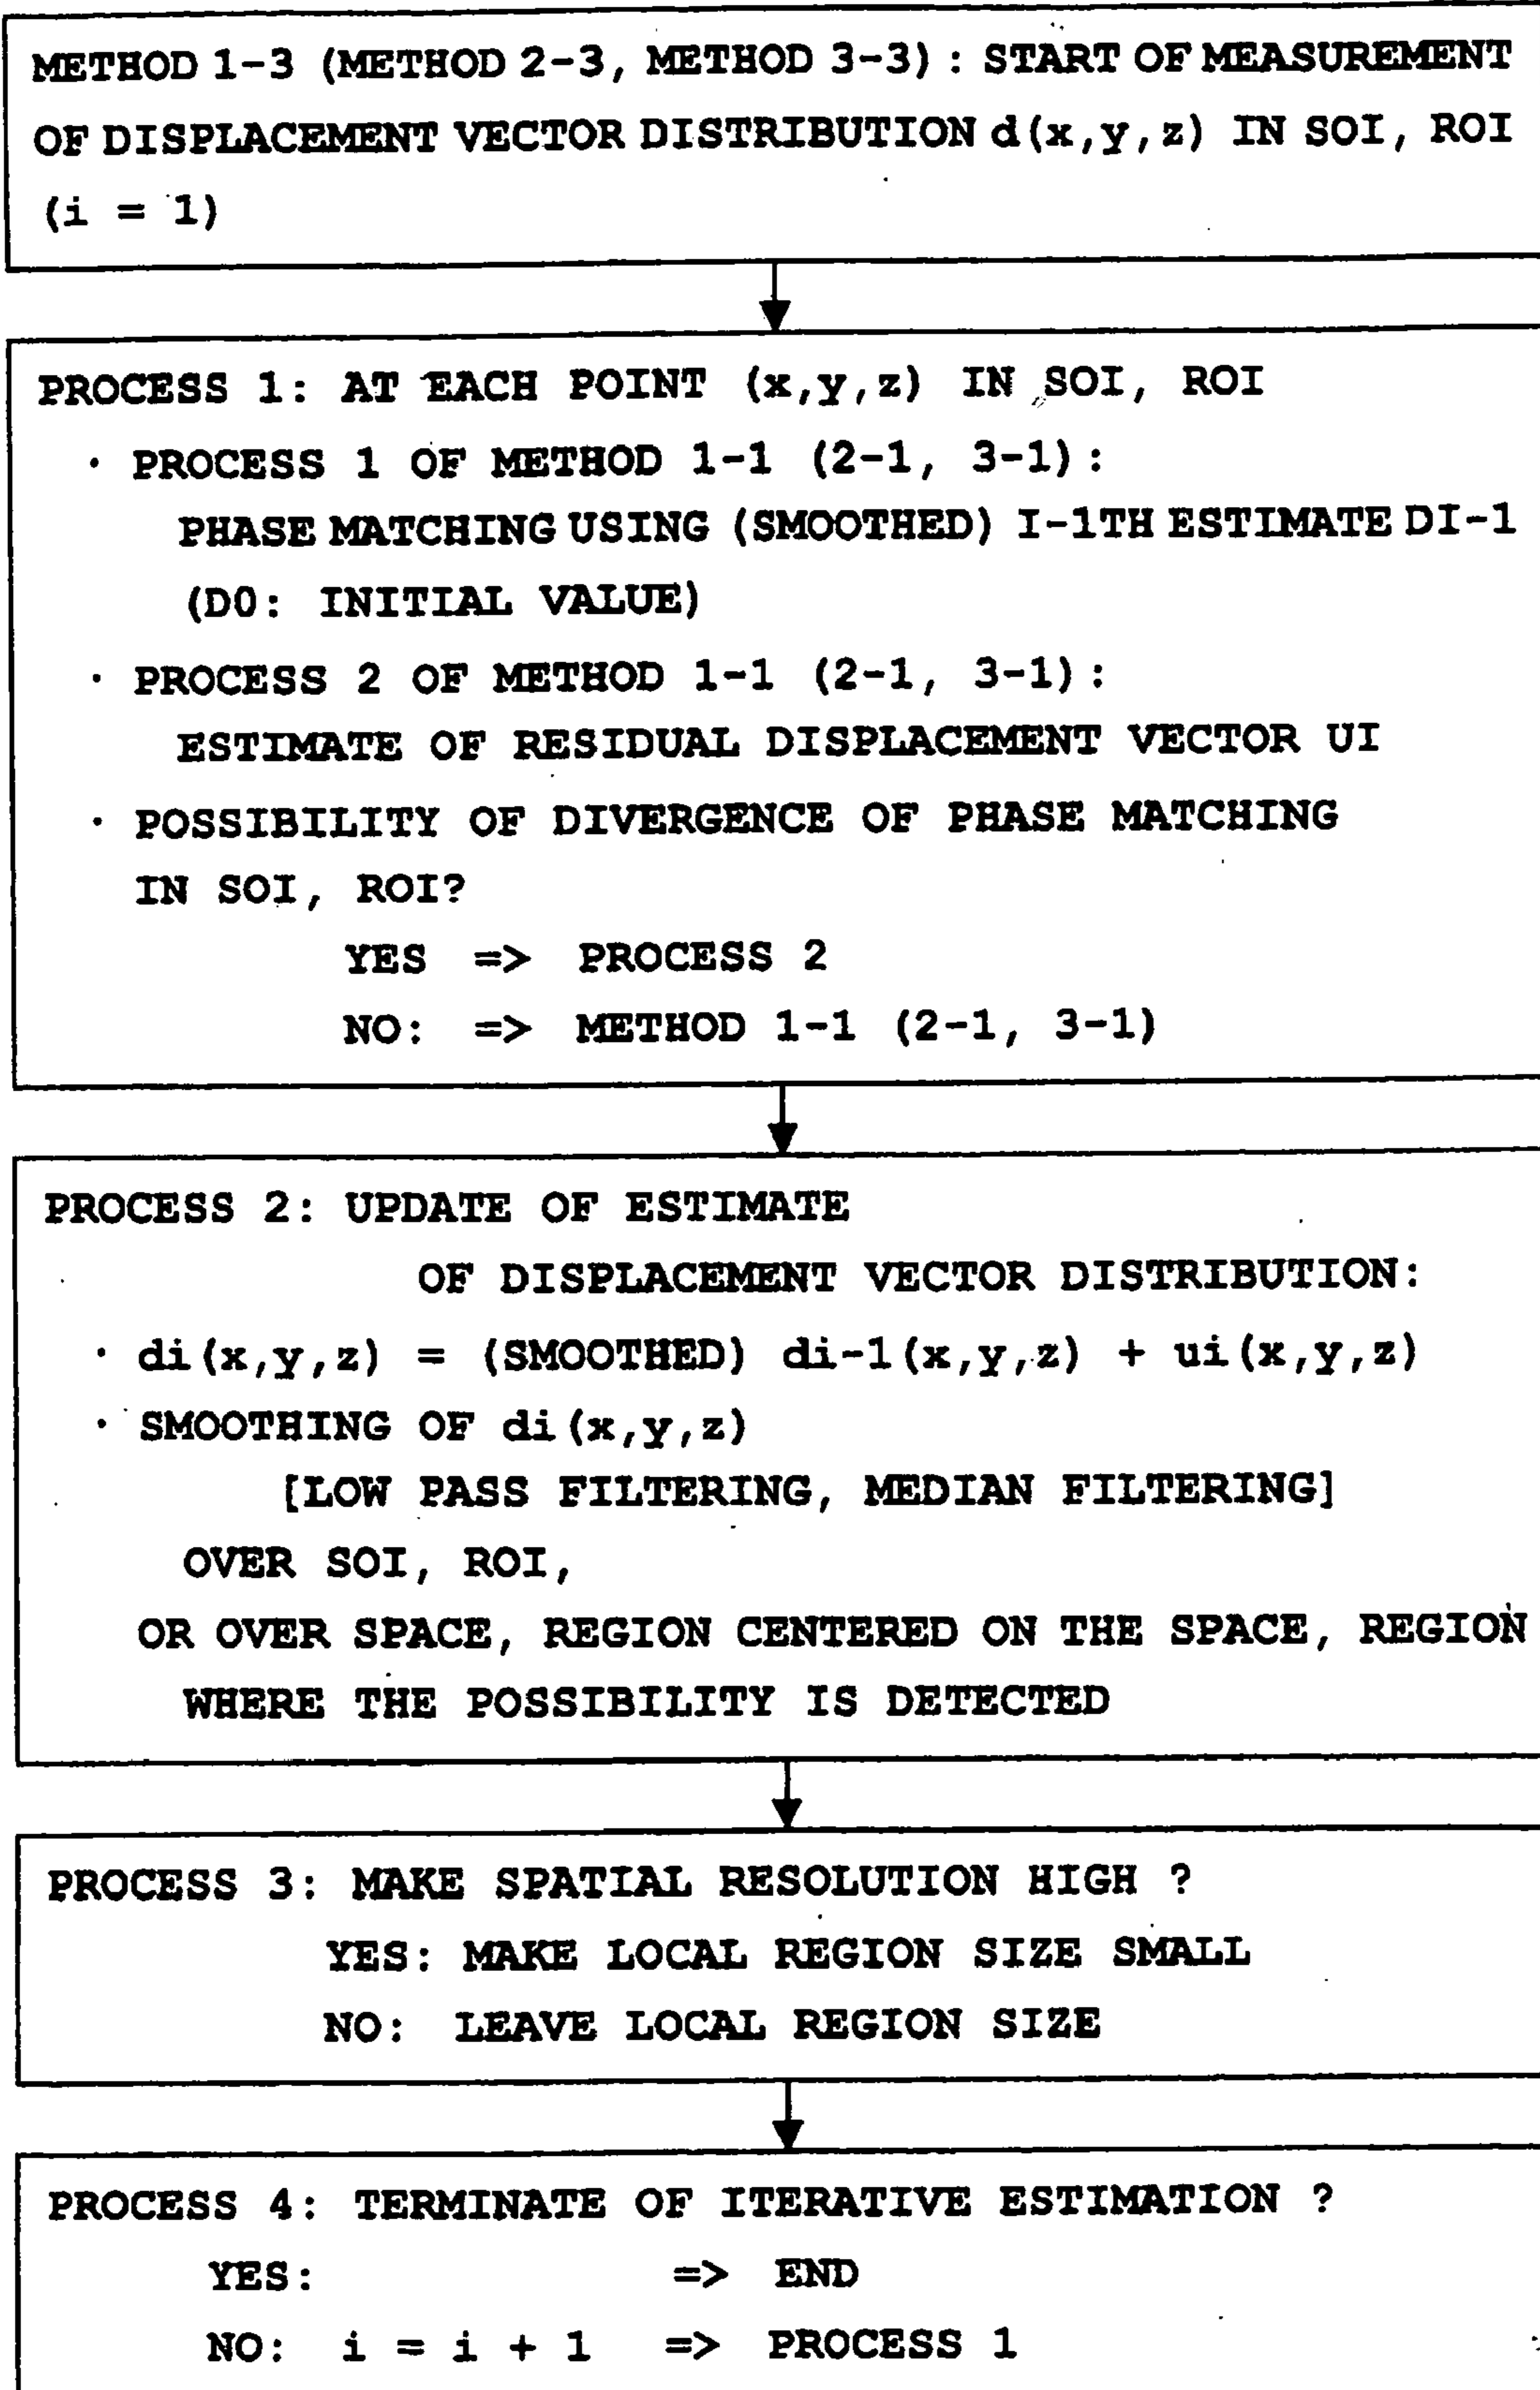 METHOD 1-3 (METHOD 2-3, METHOD 3-3) : START OF MEASUREMENT
OF DISPLACEMENT VECTOR DISTRIBUTION d(x,y,z) IN SOI, ROI
(i = 1)
PROCESS 1: AT EACH POINT (x,y,z) IN SOI, ROI
· PROCESS 1 OF METHOD 1-1 (2-1, 3-1) :
PHASE MATCHING USING (SMOOTHED) I-1TH ESTIMATE DI-1
(D0: INITIAL VALUE)
· PROCESS 2 OF METHOD 1-1 (2-1, 3-1) :
ESTIMATE OF RESIDUAL DISPLACEMENT VECTOR UI
· POSSIBILITY OF DIVERGENCE OF PHASE MATCHING
IN SOI, ROI?
YES => PROCESS 2
NO: => METHOD 1-1 (2-1, 3-1)
PROCESS 2: UPDATE OF ESTIMATE
OF DISPLACEMENT VECTOR DISTRIBUTION:
· di(x,y,z) = (SMOOTHED) di-1(x,y,z) + ui(x,y,z)
· SMOOTHING OF di(x,y,z)
[LOW PASS FILTERING, MEDIAN FILTERING]
OVER SOI, ROI,
OR OVER SPACE, REGION CENTERED ON THE SPACE, REGION
WHERE THE POSSIBILITY IS DETECTED
PROCESS 3: MAKE SPATIAL RESOLUTION HIGH ?
YES: MAKE LOCAL REGION SIZE SMALL
NO: LEAVE LOCAL REGION SIZE
PROCESS 4: TERMINATE OF ITERATIVE ESTIMATION ?
YES: => END
NO: i = i + 1 => PROCESS 1